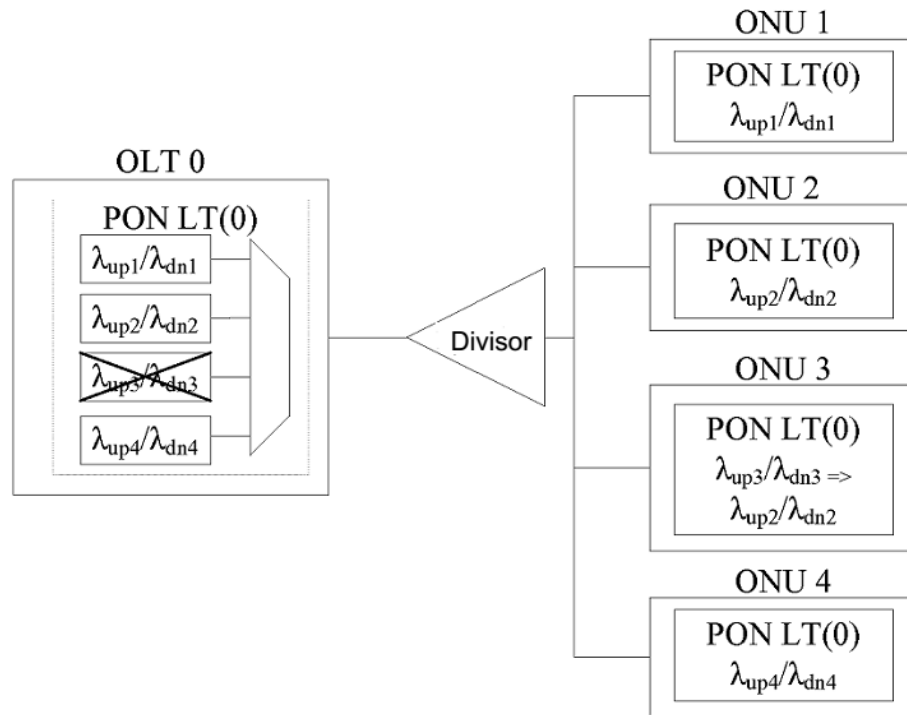 OLT 0
PON LT(0)
λup1/λdn1
λup2/λdn2
λup3/λdn3
λup4/λdn4
Divisor
ONU 1
PON LT(0)
λup1/λdn1
ONU 2
PON LT(0)
λup2/λdn2
ONU 3
PON LT(0)
λup3/λdn3 =>
λup2/λdn2
ONU 4
PON LT(0)
λup4/λdn4